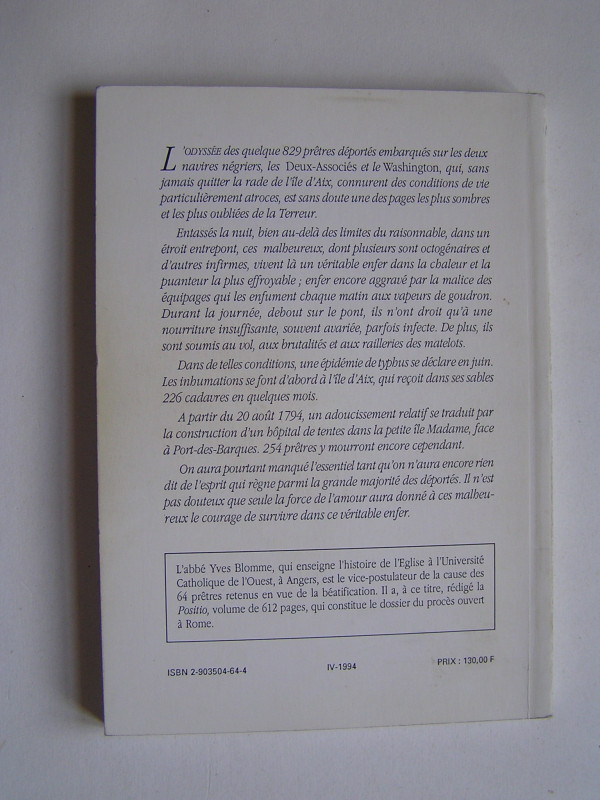 L'ODYSSÉE des quelque 829 prêtres déportés embarqués sur les deux
navires négriers, les Deux-Associés et le Washington, qui, sans
jamais quitter la rade de l'île d'Aix, connurent des conditions de vie
particulièrement atroces, est sans doute une des pages les plus sombres
et les plus oubliées de la Terreur.
Entassés la nuit, bien au-delà des limites du raisonnable, dans un
étroit entrepont, ces malheureux, dont plusieurs sont octogénaires et
d'autres infirmes, vivent là un véritable enfer dans la chaleur et la
puanteur la plus effroyable ; enfer encore aggravé par la malice des
équipages qui les enfument chaque matin aux vapeurs de goudron.
Durant la journée, debout sur le pont, ils n'ont droit qu'à une
nourriture insuffisante, souvent avariée, parfois infecte. De plus, ils
sont soumis au vol, aux brutalités et aux railleries des matelots.
Dans de telles conditions, une épidémie de typhus se déclare en juin.
Les inhumations se font d'abord à l'île d'Aix, qui reçoit dans ses sables
226 cadavres en quelques mois.
A partir du 20 août 1794, un adoucissement relatif se traduit par
la construction d'un hôpital de tentes dans la petite île Madame, face
à Port-des-Barques. 254 prêtres y mourront encore cependant.
On aura pourtant manqué l'essentiel tant qu'on n'aura encore rien
dit de l'esprit qui règne parmi la grande majorité des déportés. Il n'est
pas douteux que seule la force de l'amour aura donné à ces malheu-
reux le courage de survivre dans ce véritable enfer.
L'abbé Yves Blomme, qui enseigne l'histoire de l'Eglise à l'Université
Catholique de l'Ouest, à Angers, est le vice-postulateur de la cause des
64 prêtres retenus en vue de la béatification. Il a, à ce titre, rédigé la
Positio, volume de 612 pages, qui constitue le dossier du procès ouvert
à Rome.
ISBN 2-903504-64-4 IV-1994 PRIX : 130,00 F